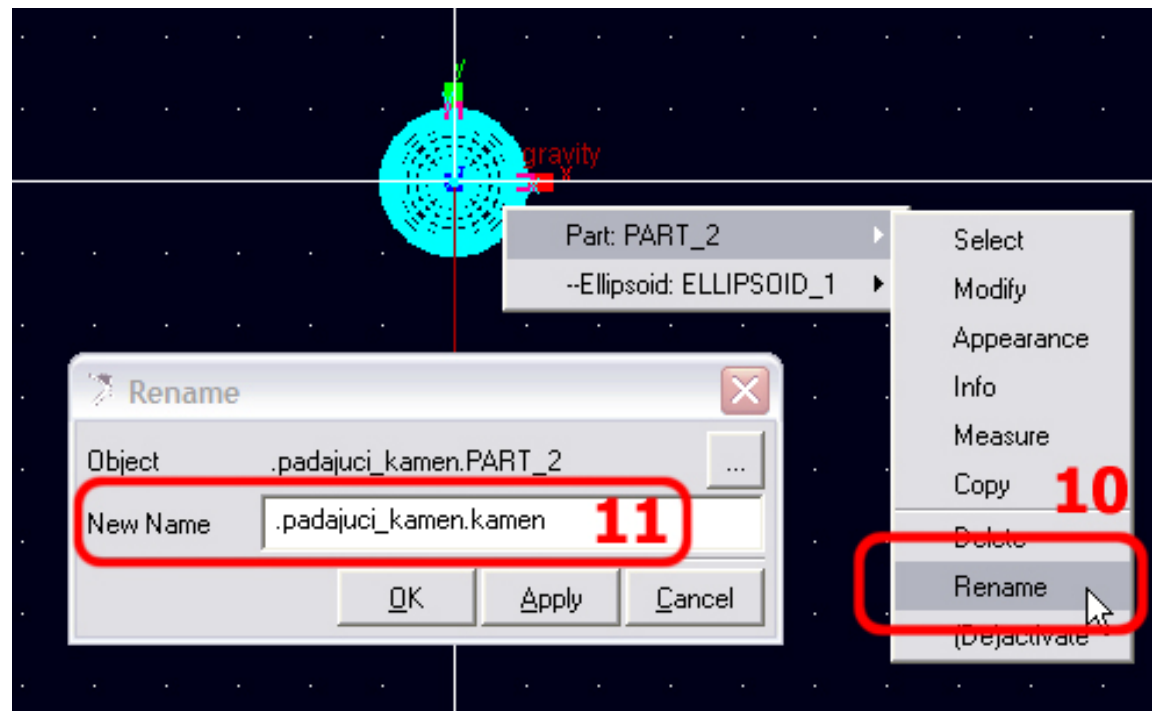 y
gravity
x
x
Part: PART_2
--Ellipsoid: ELLIPSOID_1
Select
Modify
Appearance
Info
Measure
Copy
10
Delete
Rename
(De)activate
Rename
Object .padajuci_kamen.PART_2 ...
New Name .padajuci_kamen.kamen 11
OK Apply Cancel